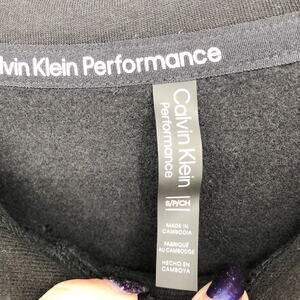 lvin Klein Performance
Calvin Klein
Performance
S/P/CH
MADE IN
CAMBODIA
FABRIQUÉ
AU CAMBODGE
HECHO EN
CAMBOYA